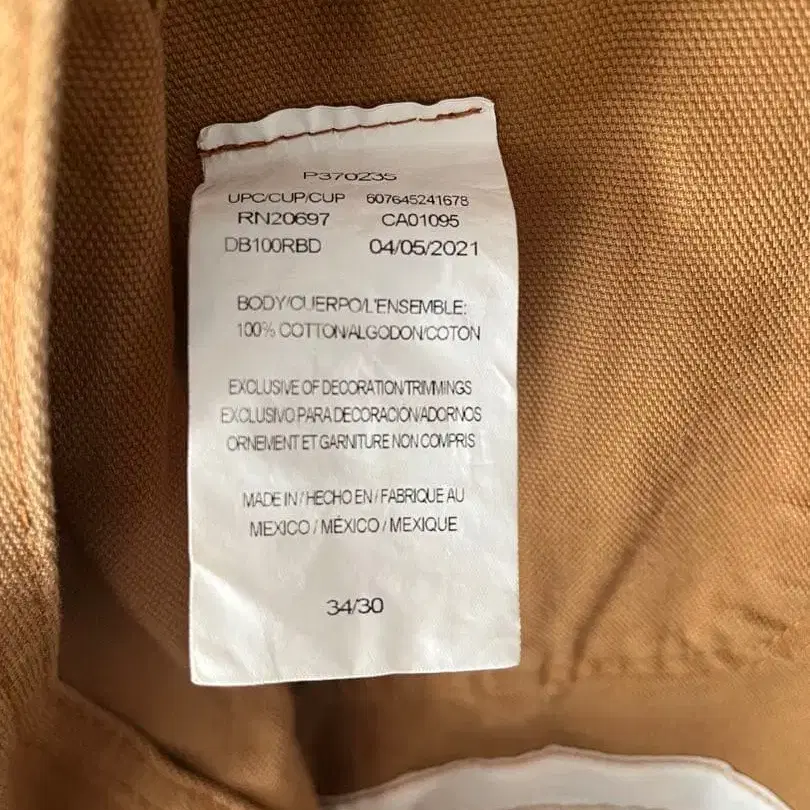 P370235
UPC/CUP/CUP 607645241678
RN20697 CA01095
DB100RBD 04/05/2021
BODY/CUERPO/L'ENSEMBLE:
100% COTTON/ALGODON/COTON
EXCLUSIVE OF DECORATION/TRIMMINGS
EXCLUSIVO PARA DECORACIÓN/ADORNOS
ORNEMENT ET GARNITURE NON COMPRIS
MADE IN / HECHO EN / FABRIQUE AU
MEXICO / MÉXICO / MEXIQUE
34/30